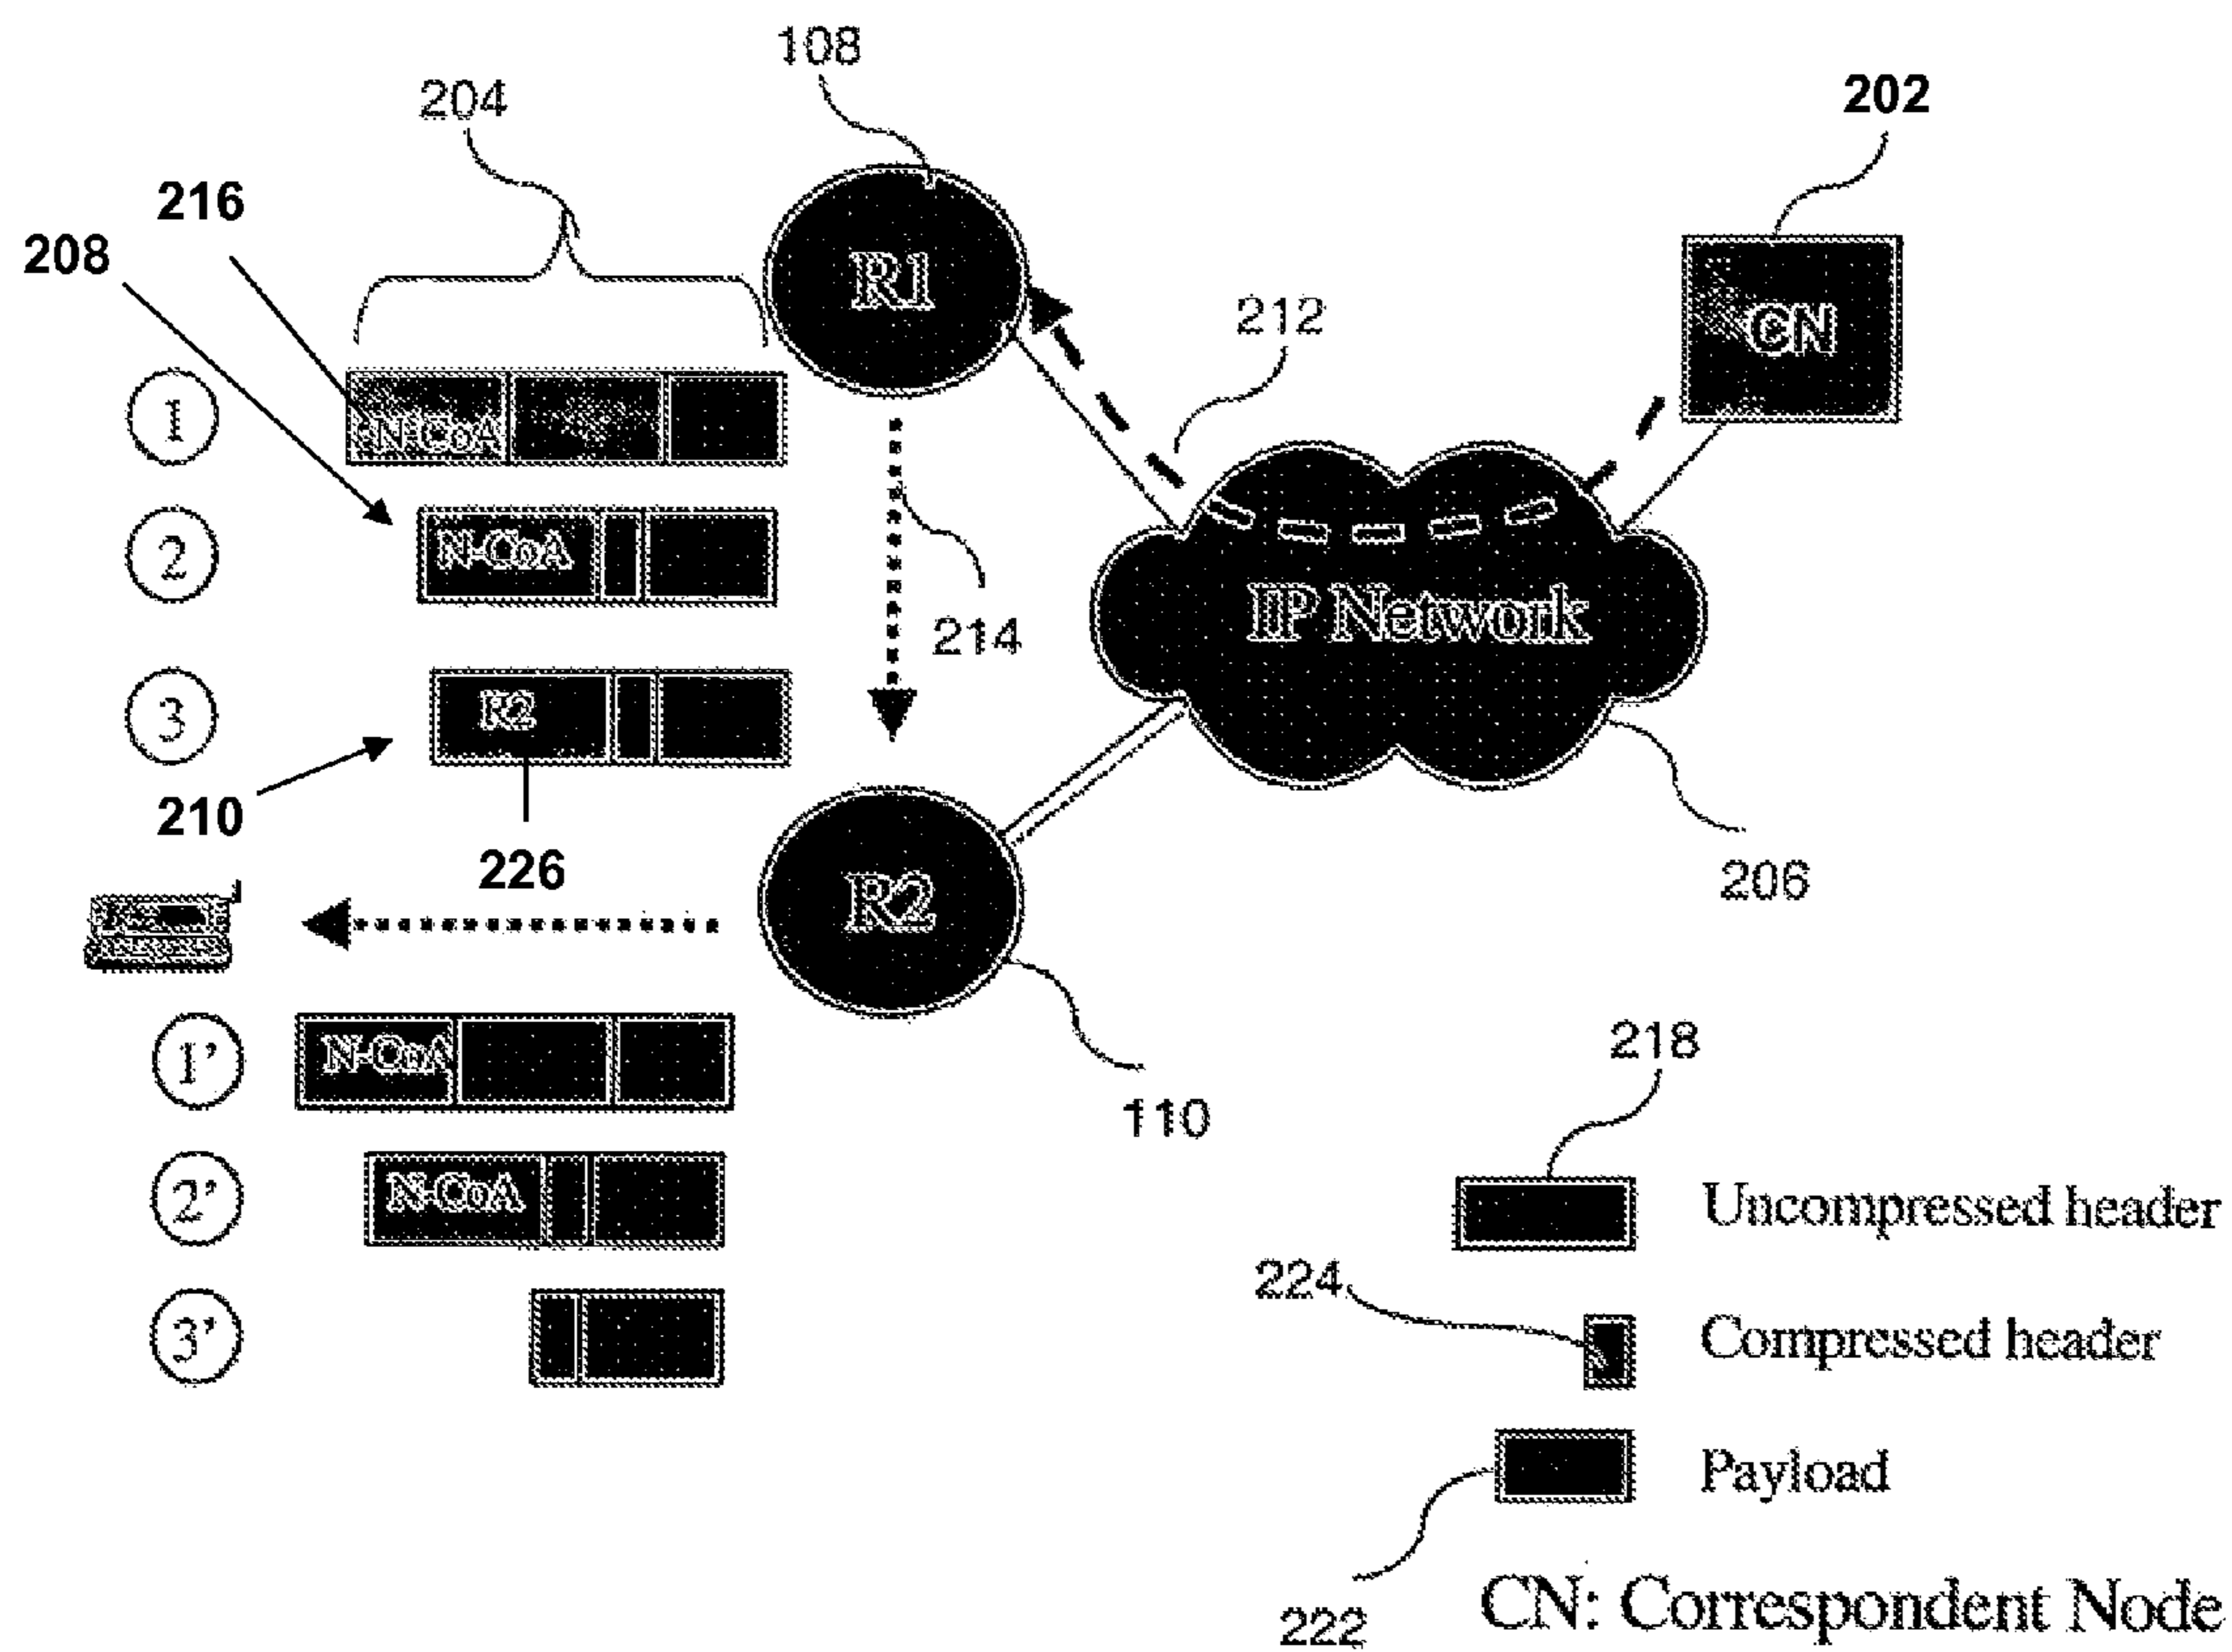 108
204
202
216
208
R1
212
CN
1
N-CoA
2
N-CoA
IP Network
214
3
R2
210
226
206
R2
1'
N-CoA
218
110
2'
N-CoA
Uncompressed header
224
3'
Compressed header
Payload
222
CN: Correspondent Node